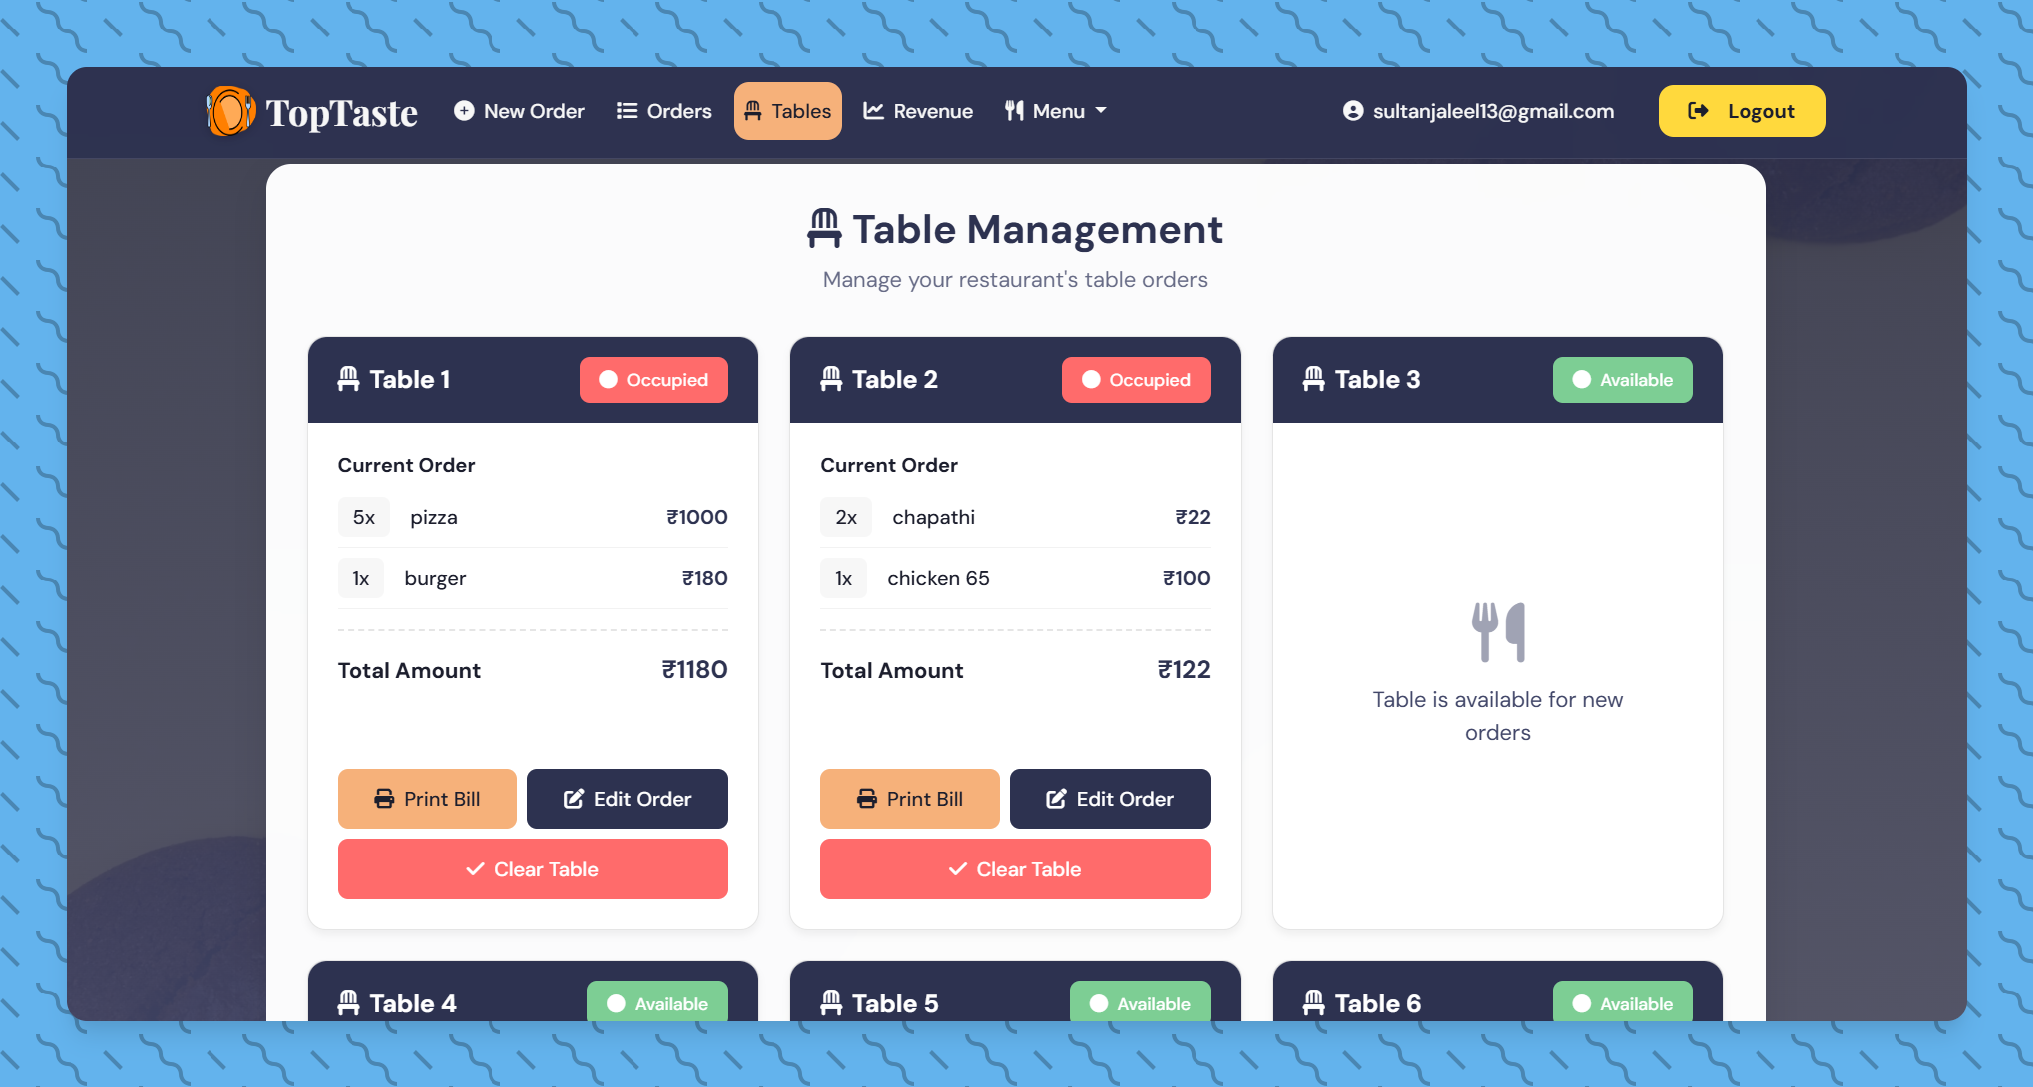 TopTaste
New Order
Orders
Tables
Revenue
Menu
sultanjaleel13@gmail.com
Logout
Table Management
Manage your restaurant's table orders
Table 1
Occupied
Current Order
5x pizza ₹1000
1x burger ₹180
Total Amount ₹1180
Print Bill
Edit Order
Clear Table
Table 2
Occupied
Current Order
2x chapathi ₹22
1x chicken 65 ₹100
Total Amount ₹122
Print Bill
Edit Order
Clear Table
Table 3
Available
Table is available for new
orders
Table 4
Available
Table 5
Available
Table 6
Available